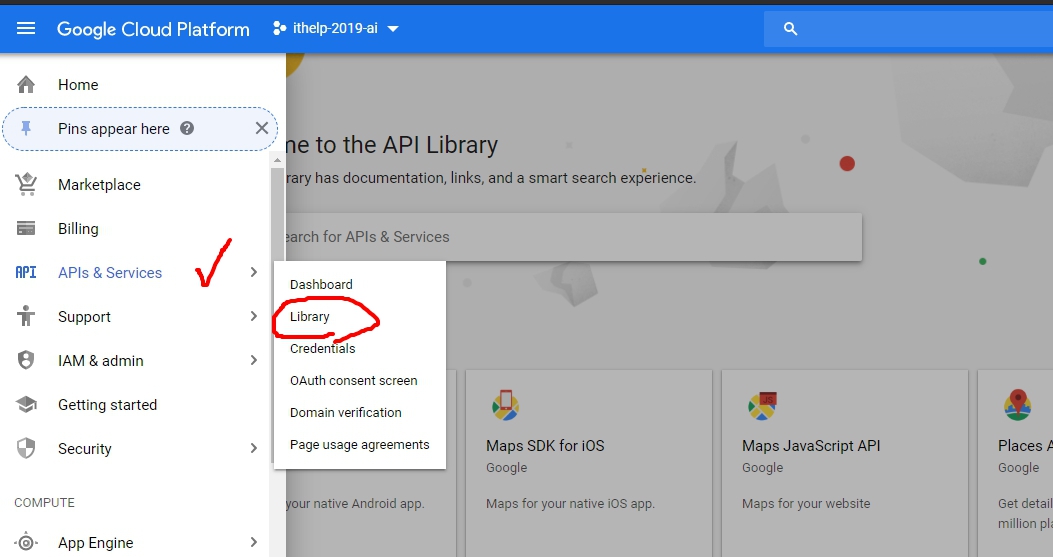 Google Cloud Platform
ithelp-2019-ai
Home
Pins appear here
Marketplace
Billing
API APIs & Services
Support
IAM & admin
Getting started
Security
COMPUTE
App Engine
Dashboard
Library
Credentials
OAuth consent screen
Domain verification
Page usage agreements
me to the API Library
rary has documentation, links, and a smart search experience.
earch for APIs & Services
your native Android app.
Maps SDK for iOS
Google
Maps for your native iOS app.
JS
Maps JavaScript API
Google
Maps for your website
Places A
Google
Get detail
million pla